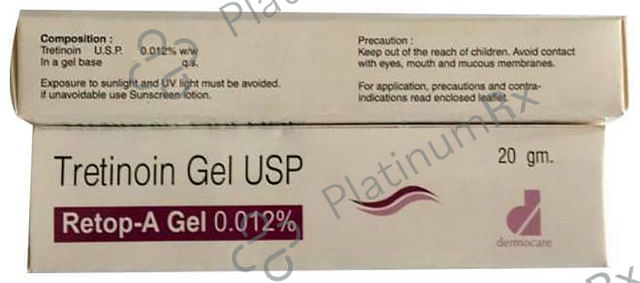 Composition :
Tretinoin U.S.P. 0.012% w/w
In a gel base q.s.
Exposure to sunlight and UV light must be avoided.
if unavoidable use Sunscreen lotion.
Precaution :
Keep out of the reach of children. Avoid contact
with eyes, mouth and mucous membranes.
For application, precautions and contra-
indications read enclosed leaflet.
Tretinoin Gel USP
20 gm.
Retop-A Gel 0.012%
dermocare
PlatinumRx